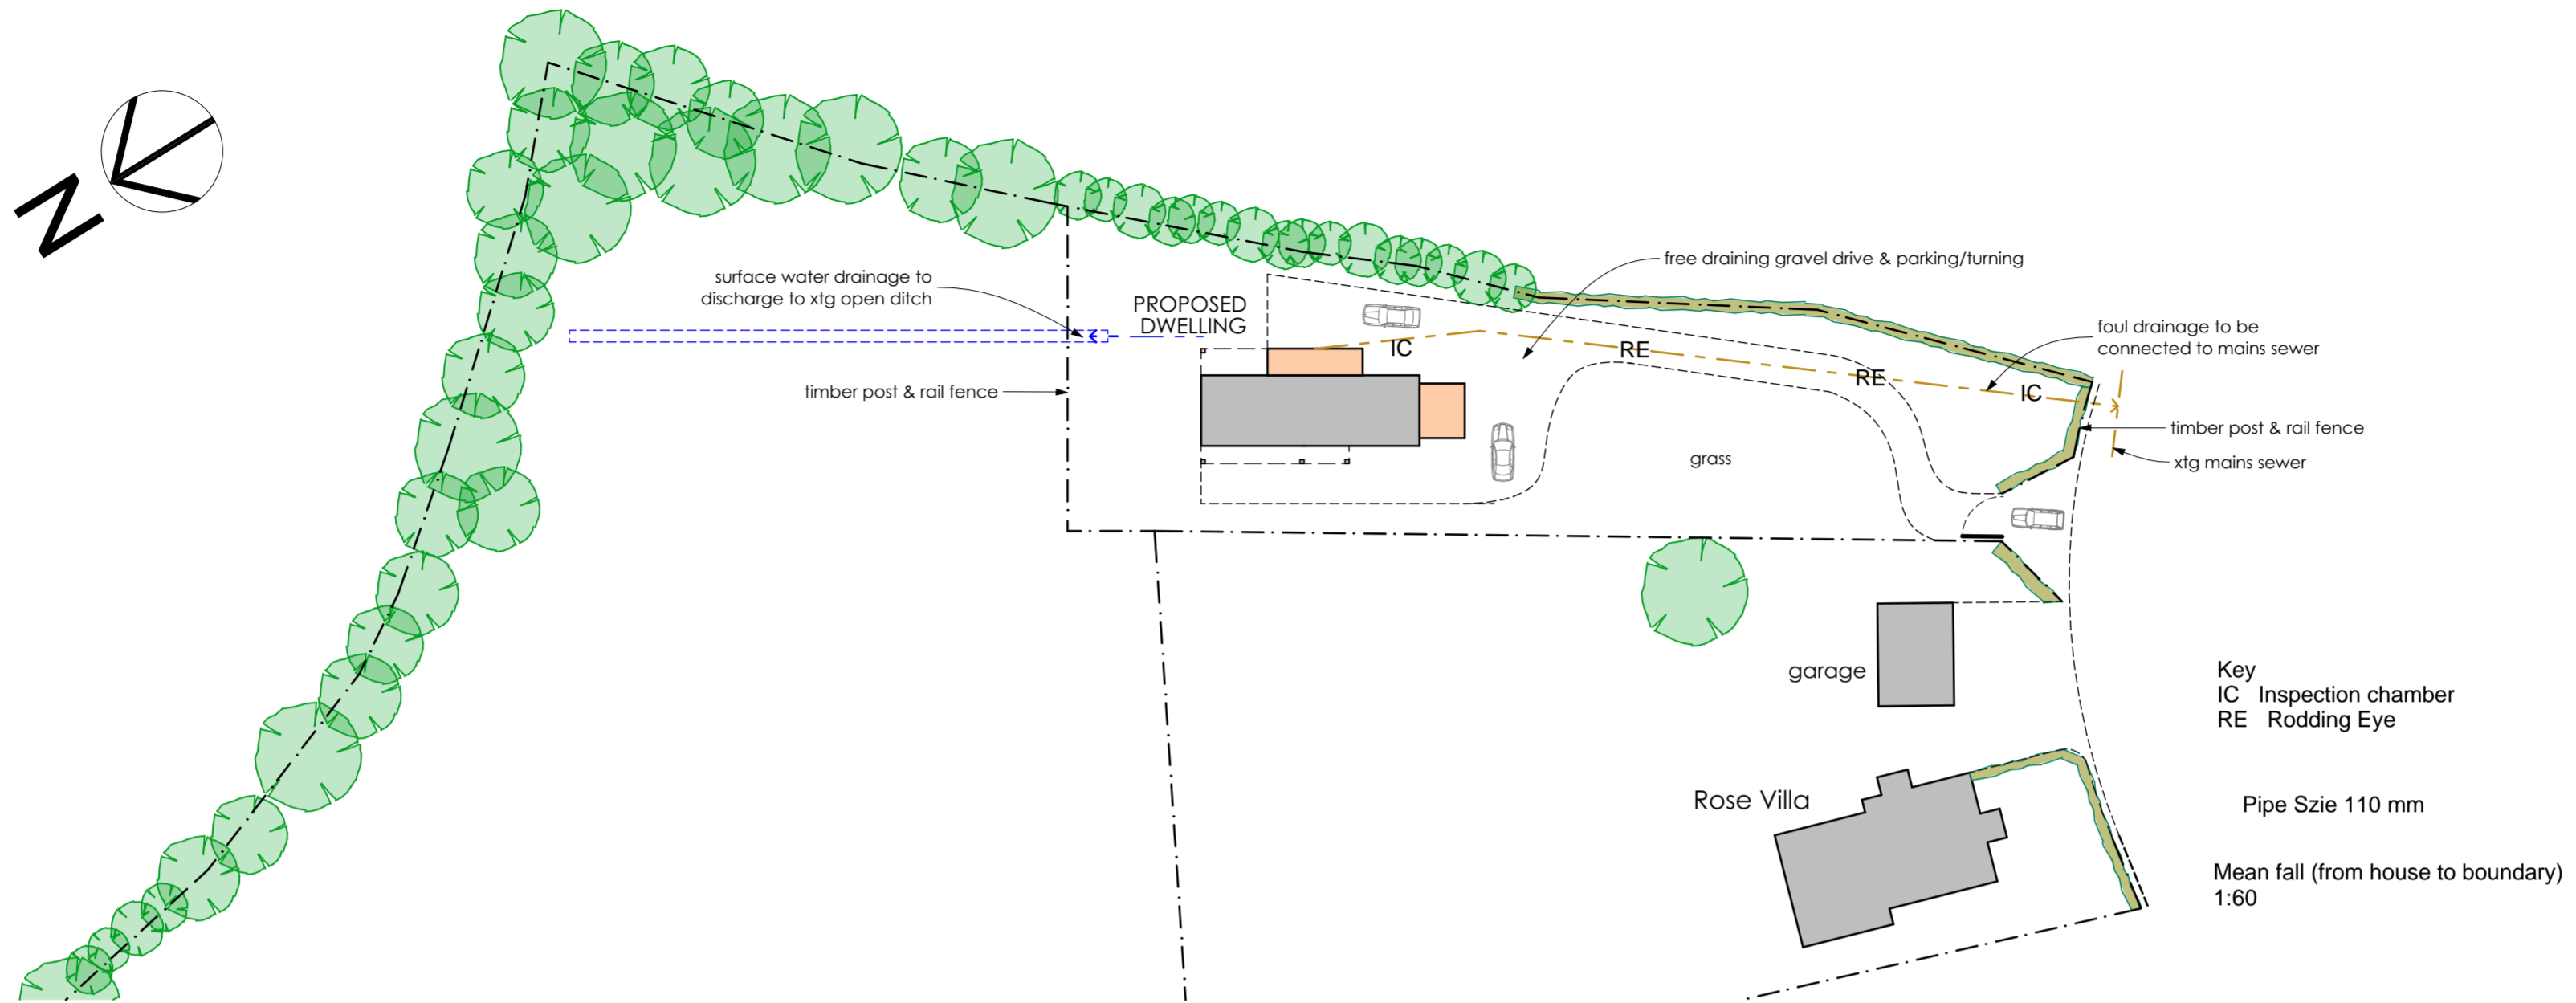 N
surface water drainage to
discharge to xtg open ditch
PROPOSED
DWELLING
free draining gravel drive & parking/turning
foul drainage to be
connected to mains sewer
timber post & rail fence
IC
RE
RE
IC
timber post & rail fence
xtg mains sewer
grass
garage
Rose Villa
Key
IC Inspection chamber
RE Rodding Eye
Pipe Szie 110 mm
Mean fall (from house to boundary)
1:60